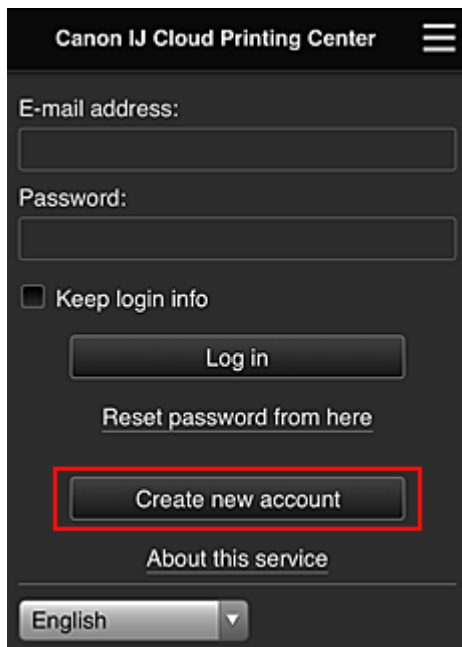 Canon IJ Cloud Printing Center
E-mail address:
Password:
Keep login info
Log in
Reset password from here
Create new account
About this service
English